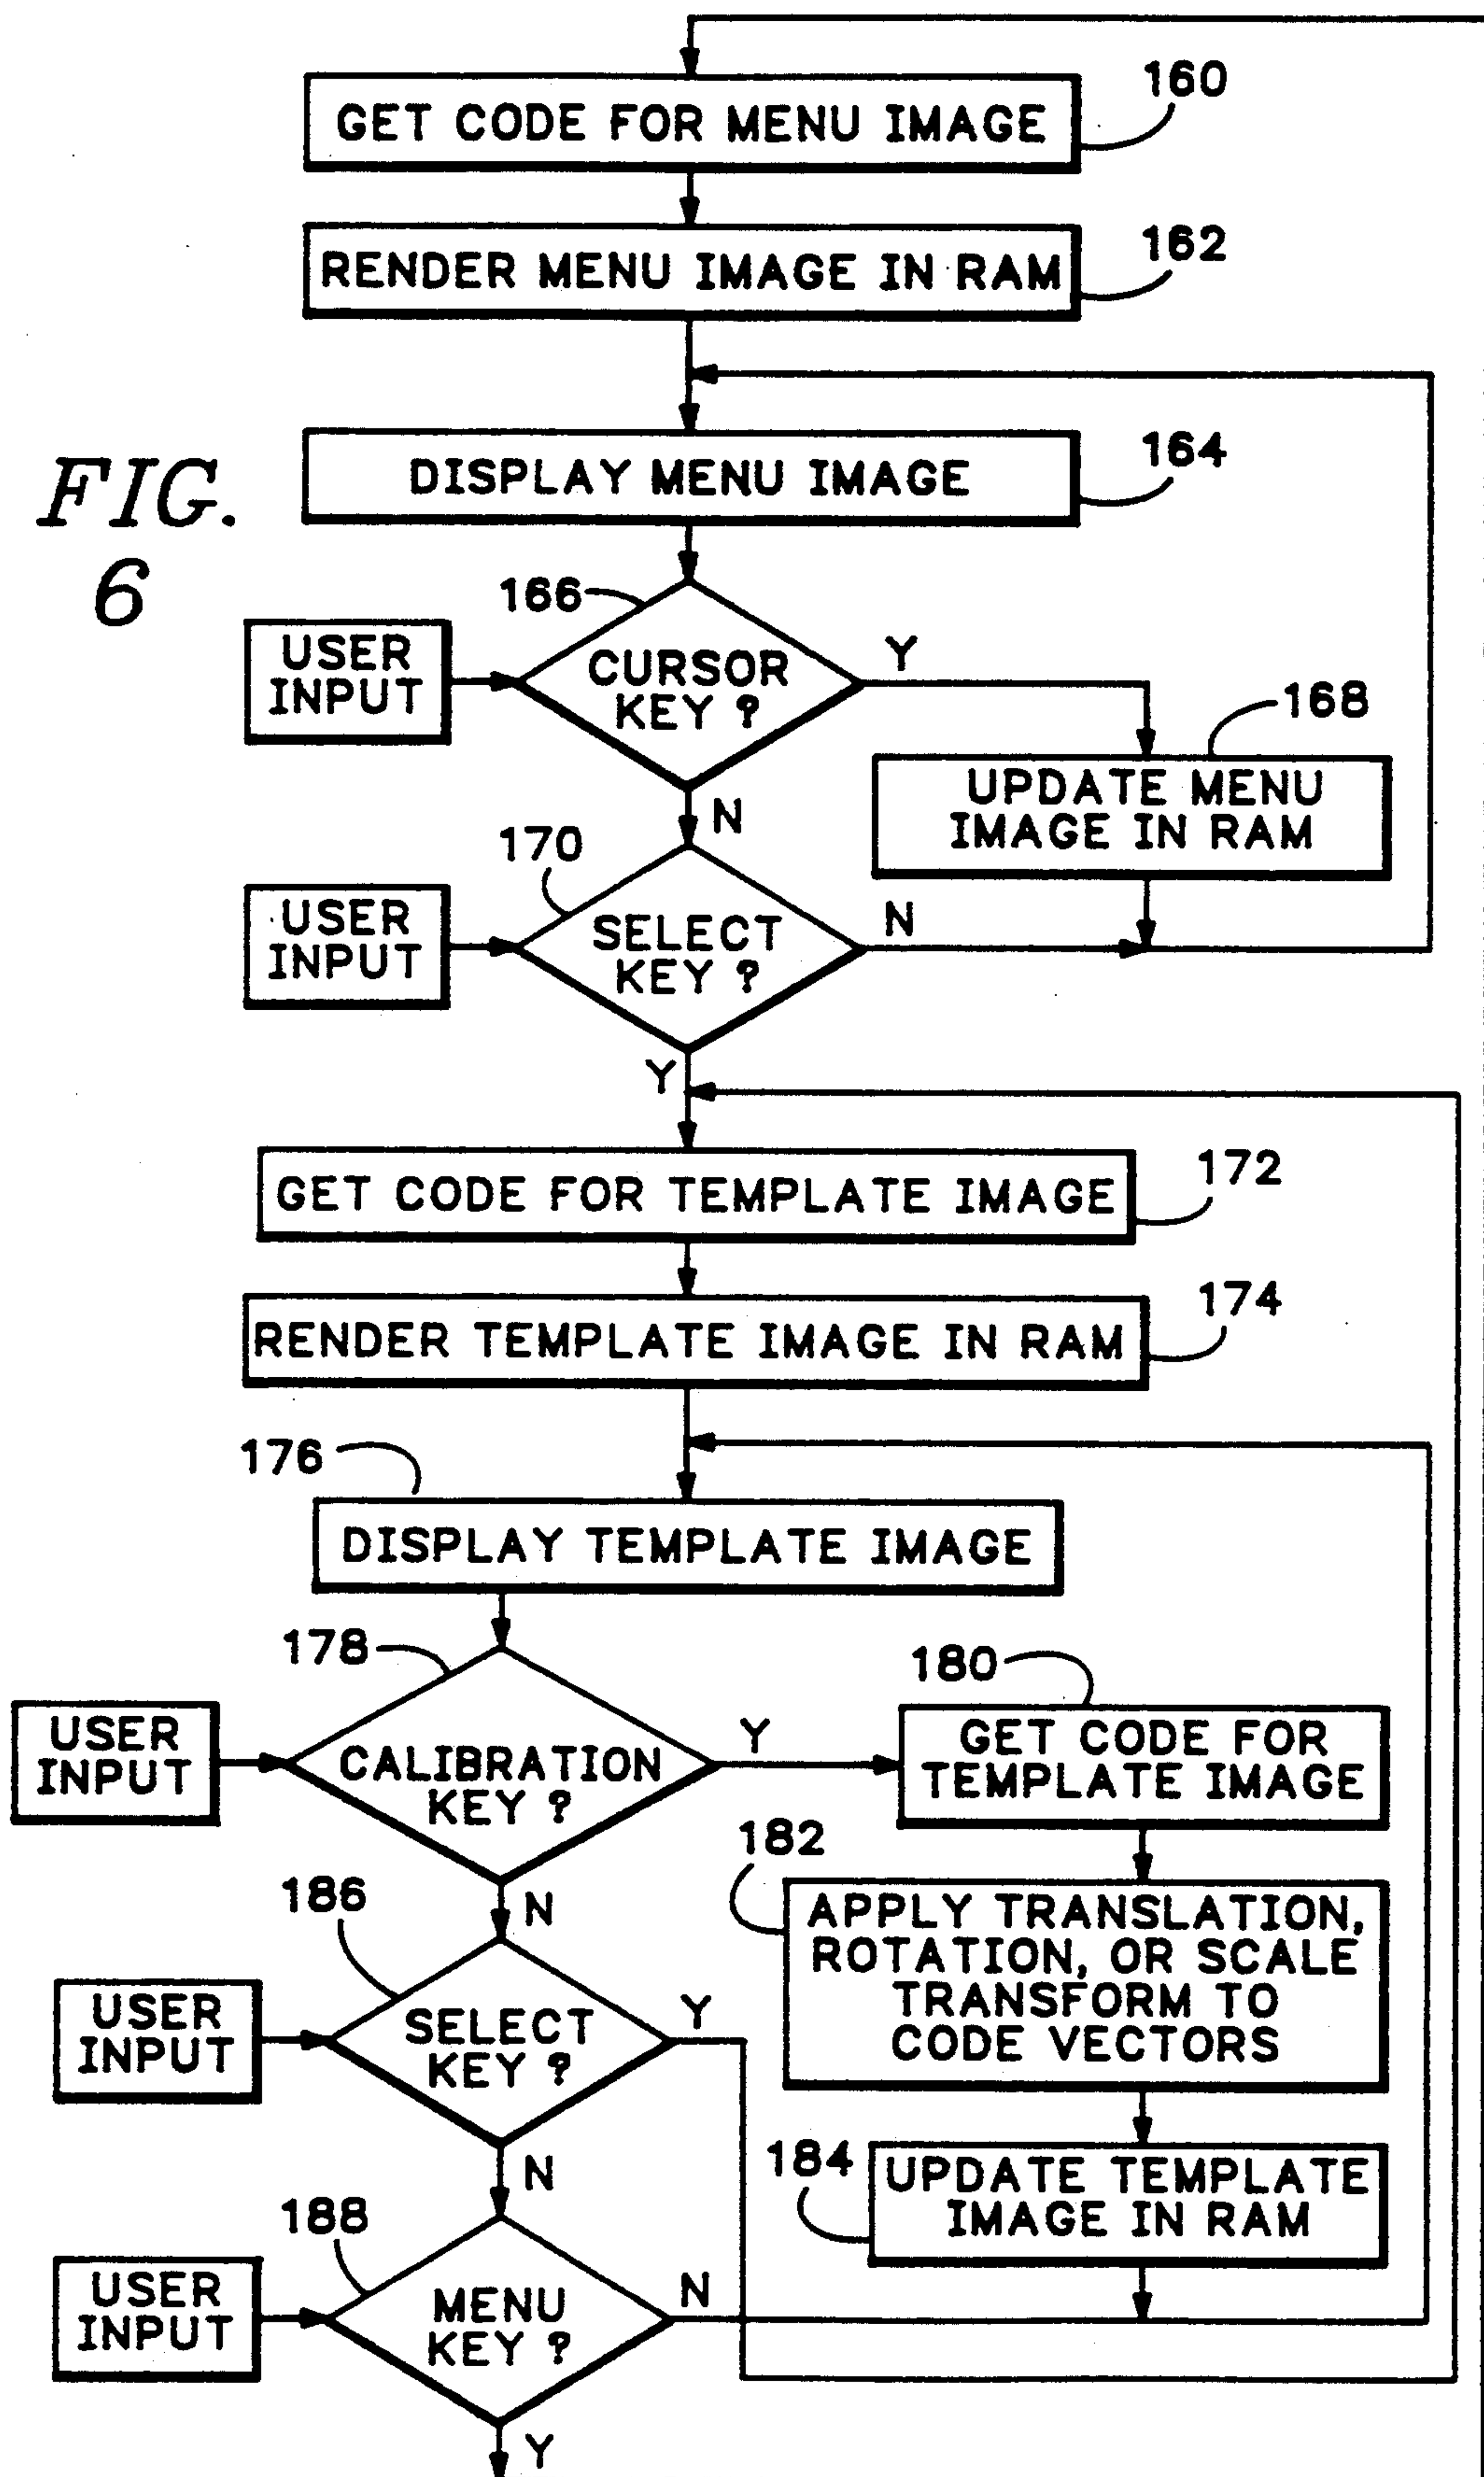 160
GET CODE FOR MENU IMAGE
162
RENDER MENU IMAGE IN RAM
FIG.
6
164
DISPLAY MENU IMAGE
166
USER
INPUT
CURSOR
KEY ?
Y
168
UPDATE MENU
IMAGE IN RAM
N
170
USER
INPUT
SELECT
KEY ?
N
Y
172
GET CODE FOR TEMPLATE IMAGE
174
RENDER TEMPLATE IMAGE IN RAM
176
DISPLAY TEMPLATE IMAGE
178
USER
INPUT
CALIBRATION
KEY ?
Y
180
GET CODE FOR
TEMPLATE IMAGE
182
APPLY TRANSLATION,
ROTATION, OR SCALE
TRANSFORM TO
CODE VECTORS
N
186
USER
INPUT
SELECT
KEY ?
Y
184
UPDATE TEMPLATE
IMAGE IN RAM
N
188
USER
INPUT
MENU
KEY ?
N
Y